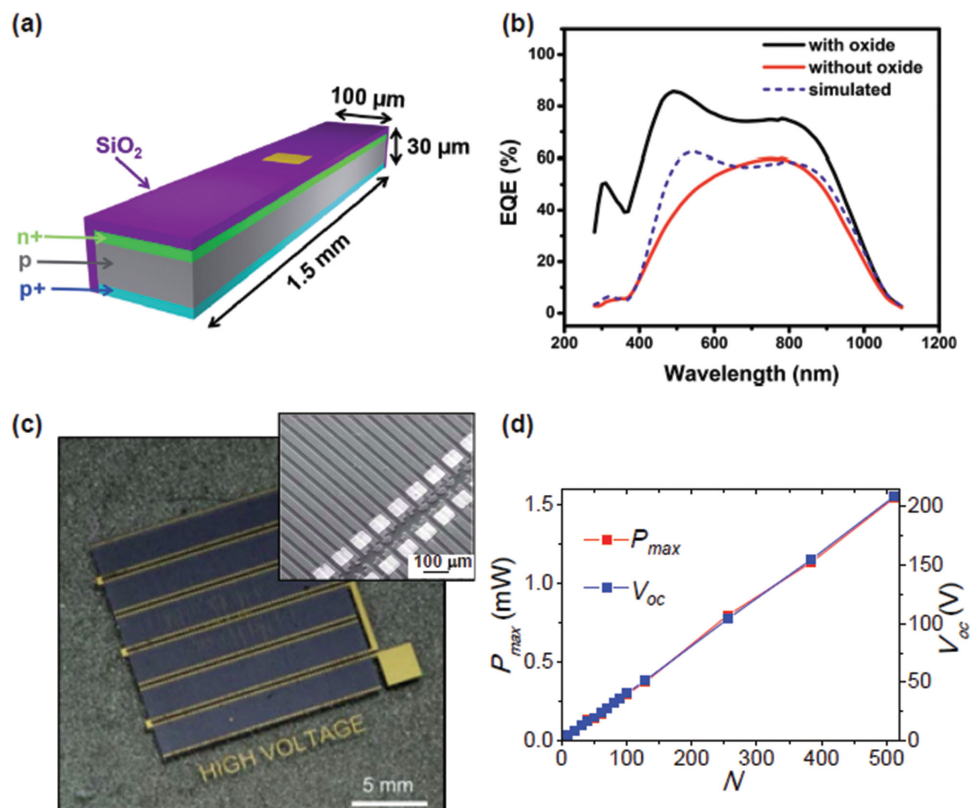 (a)
100 µm
30 µm
SiO₂
n+
p
p+
1.5 mm
(b)
100
80
60
40
20
0
EQE (%)
with oxide
without oxide
simulated
200 400 600 800 1000 1200
Wavelength (nm)
(c)
100 µm
HIGH VOLTAGE
5 mm
(d)
1.5
1.0
0.5
0.0
Pmax (mW)
Pmax
Voc
200
150
100
50
0
Voc (V)
0 100 200 300 400 500
N